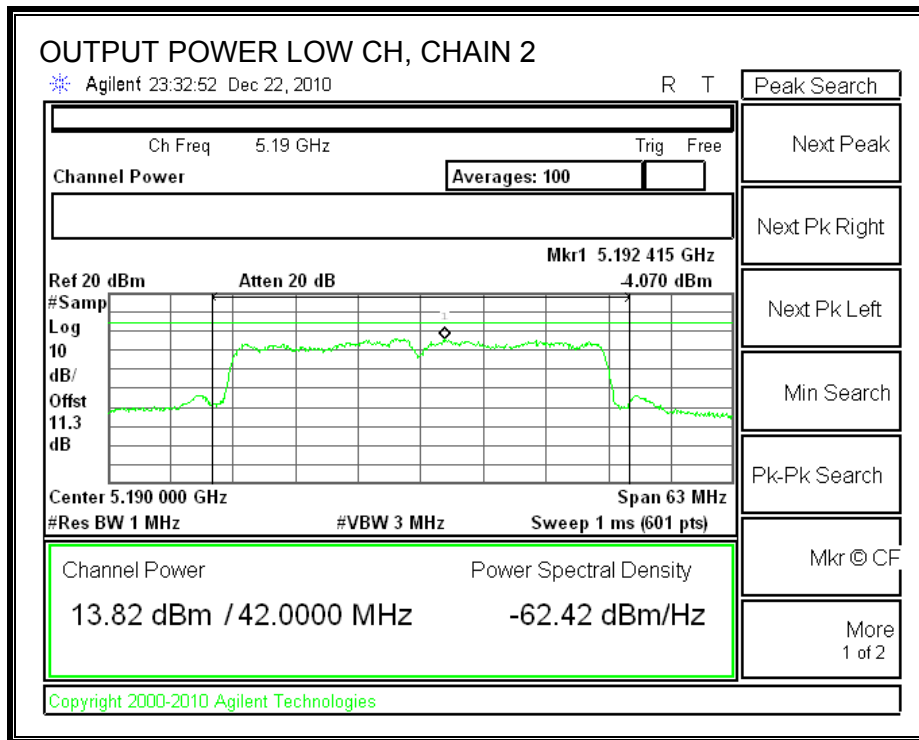 OUTPUT POWER LOW CH, CHAIN 2
Agilent 23:32:52 Dec 22, 2010 R T
Peak Search
Ch Freq 5.19 GHz Trig Free
Channel Power Averages: 100
Mkr1 5.192 415 GHz
Ref 20 dBm Atten 20 dB -4.070 dBm
#Samp
Log
10
dB/
Offst
11.3
dB
1
Center 5.190 000 GHz Span 63 MHz
#Res BW 1 MHz #VBW 3 MHz Sweep 1 ms (601 pts)
Channel Power Power Spectral Density
13.82 dBm / 42.0000 MHz -62.42 dBm/Hz
Copyright 2000-2010 Agilent Technologies
Next Peak
Next Pk Right
Next Pk Left
Min Search
Pk-Pk Search
Mkr © CF
More
1 of 2